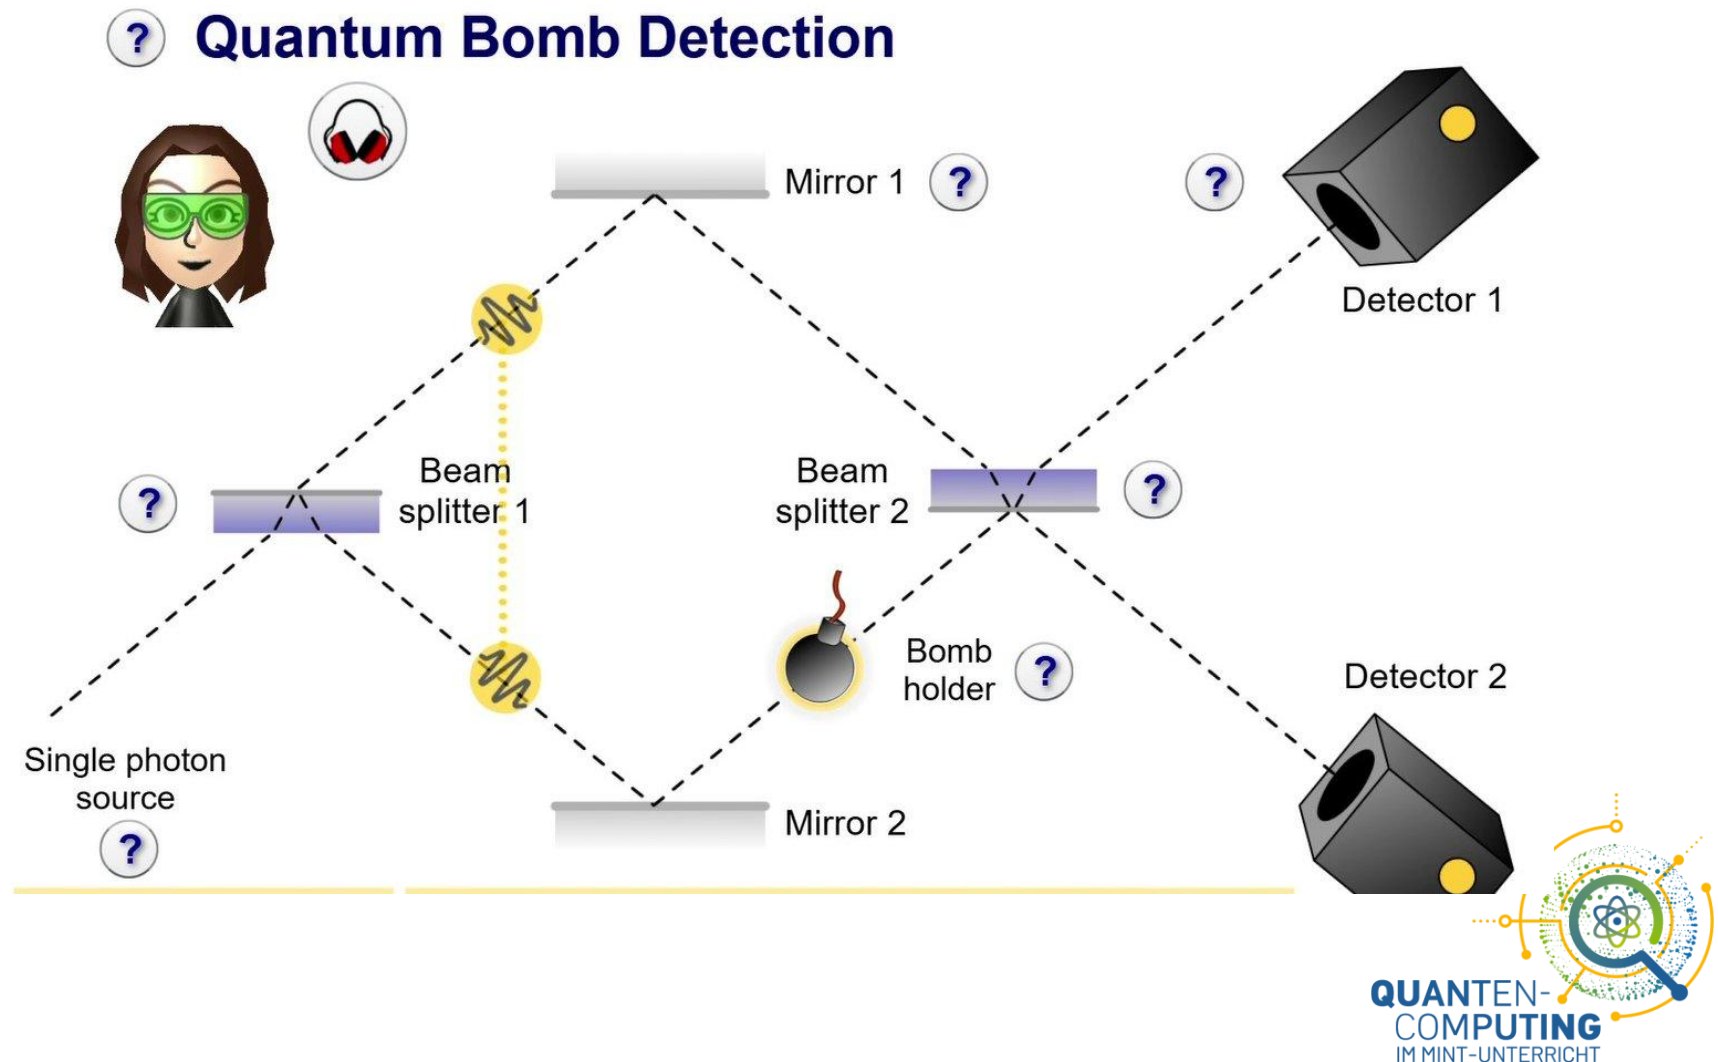 ? Quantum Bomb Detection
Mirror 1 ?
?
Detector 1
?
Beam
splitter 1
Beam
splitter 2
?
Bomb
holder
?
Detector 2
Single photon
source
?
Mirror 2
QUANTEN-
COMPUTING
IM MINT-UNTERRICHT